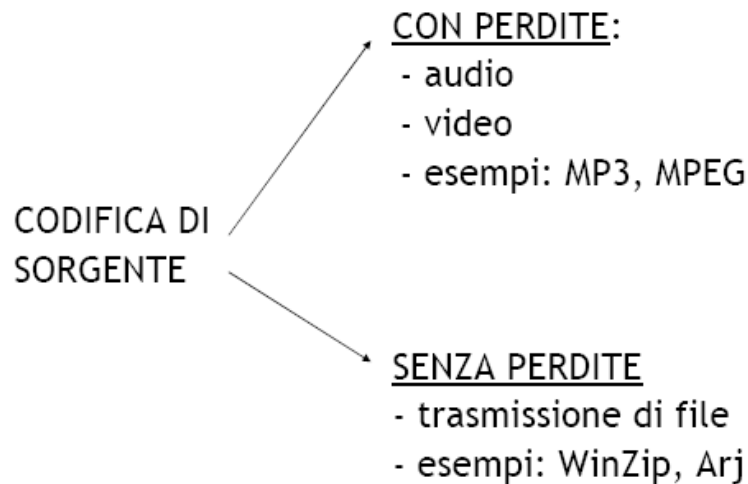 CON PERDITE:
- audio
- video
- esempi: MP3, MPEG
CODIFICA DI
SORGENTE
SENZA PERDITE
- trasmissione di file
- esempi: WinZip, Arj